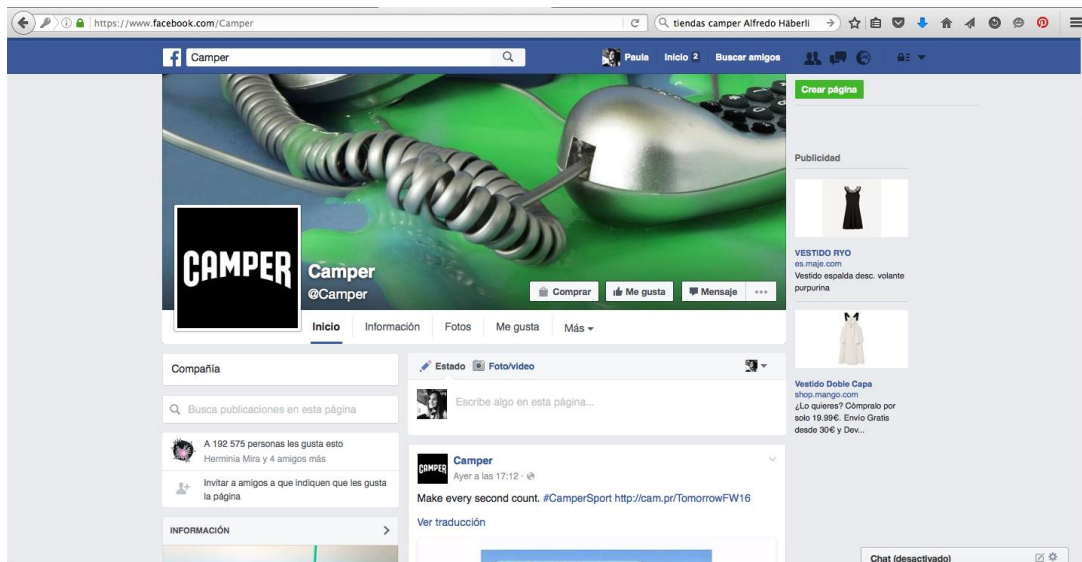 https://www.facebook.com/Camper
tiendas camper Alfredo Häberli
Camper
Paula Inicio 2 Buscar amigos
Crear página
Publicidad
VESTIDO RYO
es.maje.com
Vestido espalda desc. volante
purpurina
Vestido Doble Capa
shop.mango.com
¿Lo quieres? Cómpralo por
solo 19.99€. Envío Gratis
desde 30€ y Dev...
CAMPER
Camper
@Camper
Comprar Me gusta Mensaje
Inicio Información Fotos Me gusta Más
Compañía
Busca publicaciones en esta página
A 192 575 personas les gusta esto
Herminia Mira y 4 amigos más
Invitar a amigos a que indiquen que les gusta
la página
INFORMACIÓN
Estado Foto/video
Escribe algo en esta página...
CAMPER
Camper
Ayer a las 17:12
Make every second count. #CamperSport http://cam.pr/TomorrowFW16
Ver traducción
Chat (desactivado)